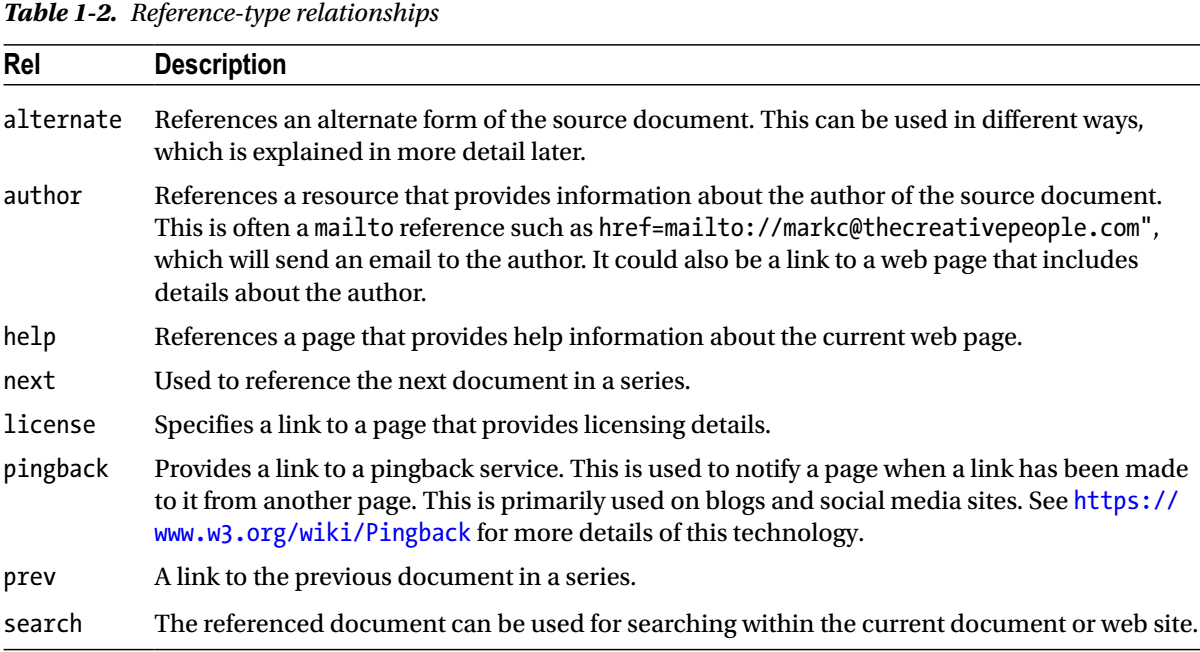 Table 1-2. Reference-type relationships
Rel Description
alternate References an alternate form of the source document. This can be used in different ways,
which is explained in more detail later.
author References a resource that provides information about the author of the source document.
This is often a mailto reference such as href=mailto://markc@thecreativepeople.com",
which will send an email to the author. It could also be a link to a web page that includes
details about the author.
help References a page that provides help information about the current web page.
next Used to reference the next document in a series.
license Specifies a link to a page that provides licensing details.
pingback Provides a link to a pingback service. This is used to notify a page when a link has been made
to it from another page. This is primarily used on blogs and social media sites. See https://
www.w3.org/wiki/Pingback for more details of this technology.
prev A link to the previous document in a series.
search The referenced document can be used for searching within the current document or web site.